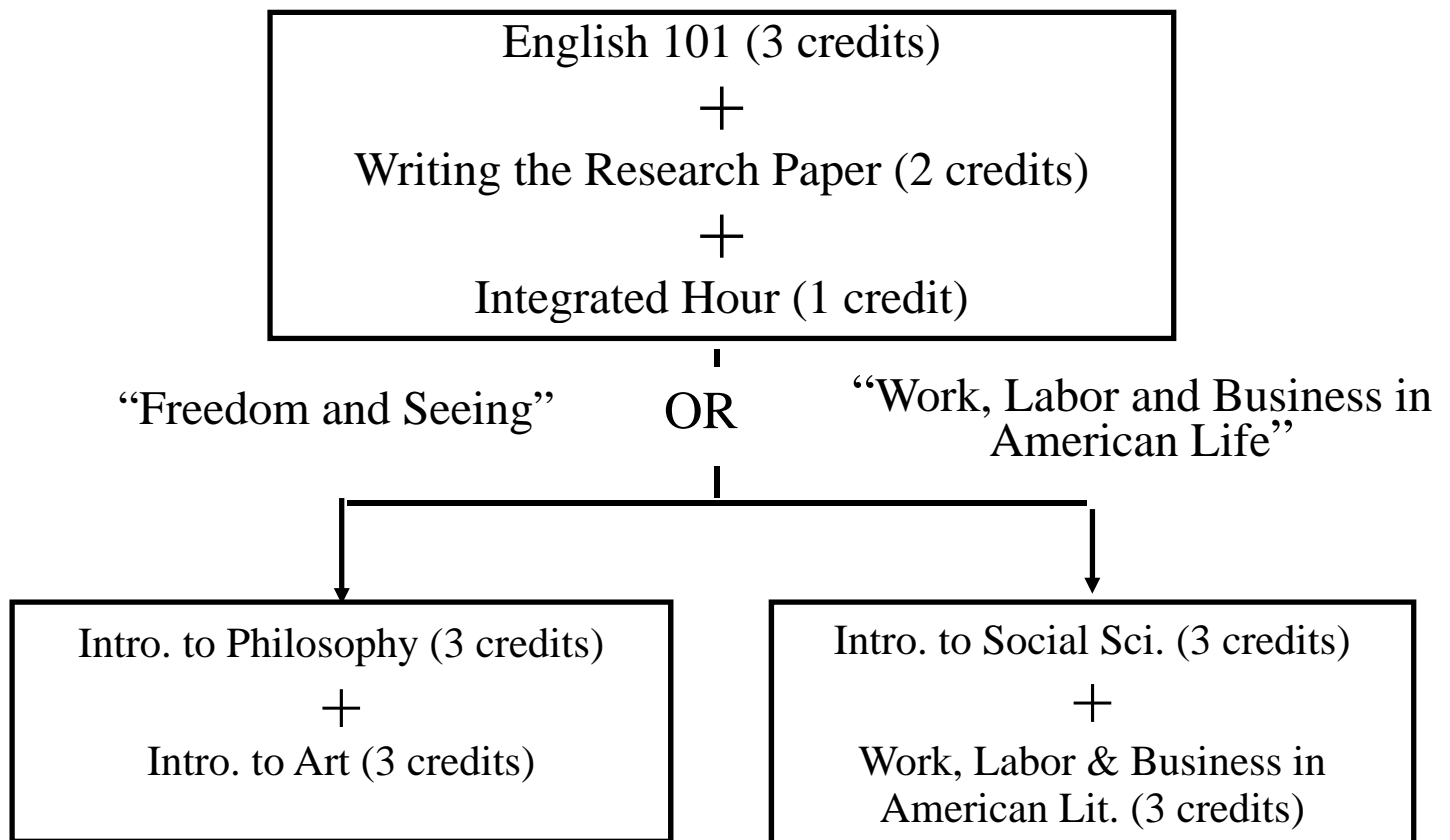 English 101 (3 credits)
+
Writing the Research Paper (2 credits)
+
Integrated Hour (1 credit)
“Freedom and Seeing”
OR
“Work, Labor and Business in
American Life”
Intro. to Philosophy (3 credits)
+
Intro. to Art (3 credits)
Intro. to Social Sci. (3 credits)
+
Work, Labor & Business in
American Lit. (3 credits)